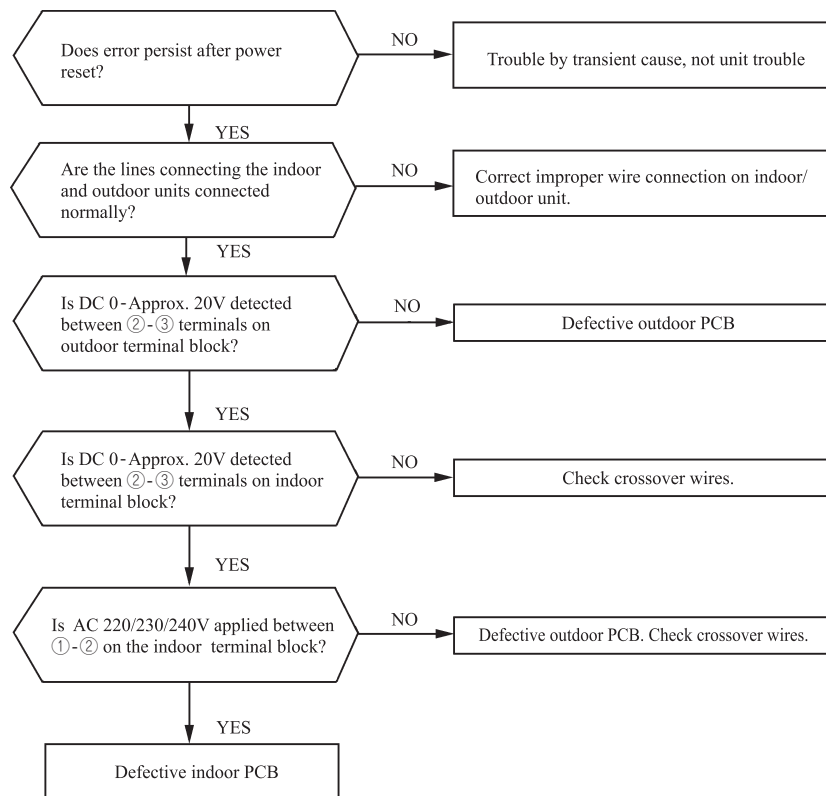 Does error persist after power
reset?
NO
Trouble by transient cause, not unit trouble
YES
Are the lines connecting the indoor
and outdoor units connected
normally?
NO
Correct improper wire connection on indoor/
outdoor unit.
YES
Is DC 0-Approx. 20V detected
between ②-③ terminals on
outdoor terminal block?
NO
Defective outdoor PCB
YES
Is DC 0-Approx. 20V detected
between ②-③ terminals on indoor
terminal block?
NO
Check crossover wires.
YES
Is AC 220/230/240V applied between
①-② on the indoor terminal block?
NO
Defective outdoor PCB. Check crossover wires.
YES
Defective indoor PCB